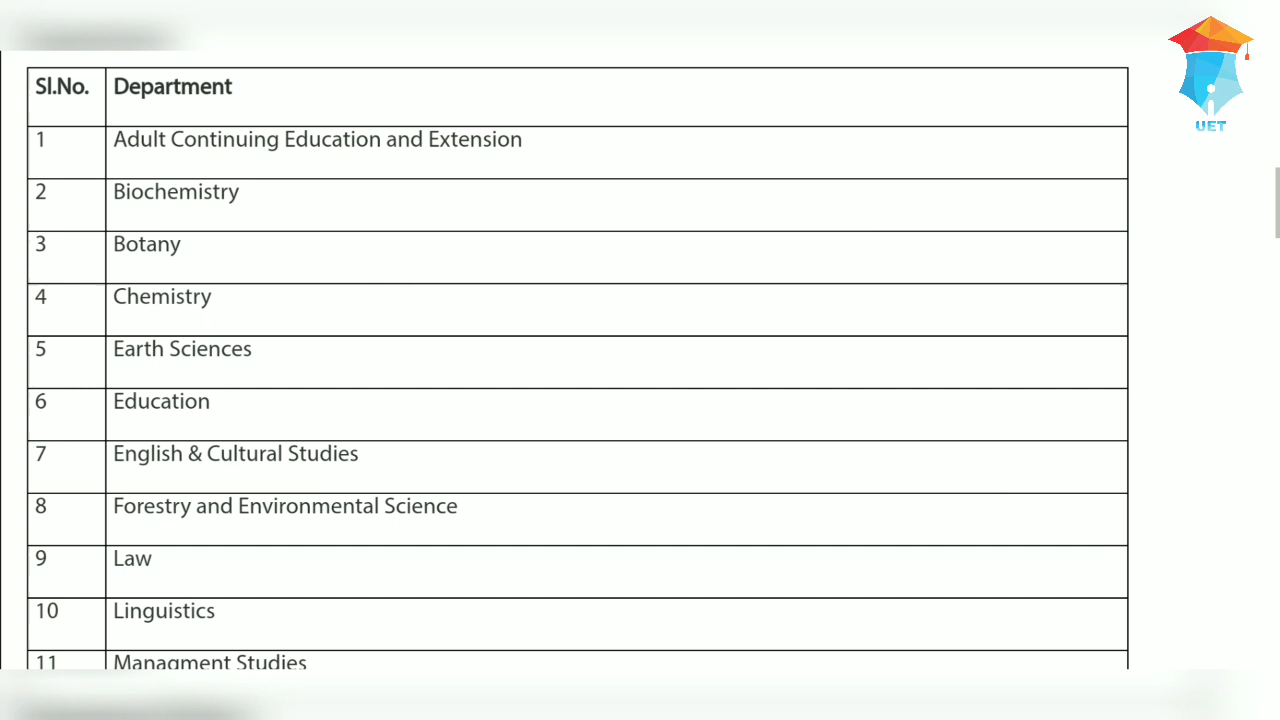 Sl.No. Department
1 Adult Continuing Education and Extension
2 Biochemistry
3 Botany
4 Chemistry
5 Earth Sciences
6 Education
7 English & Cultural Studies
8 Forestry and Environmental Science
9 Law
10 Linguistics
11 Managment Studies
UET